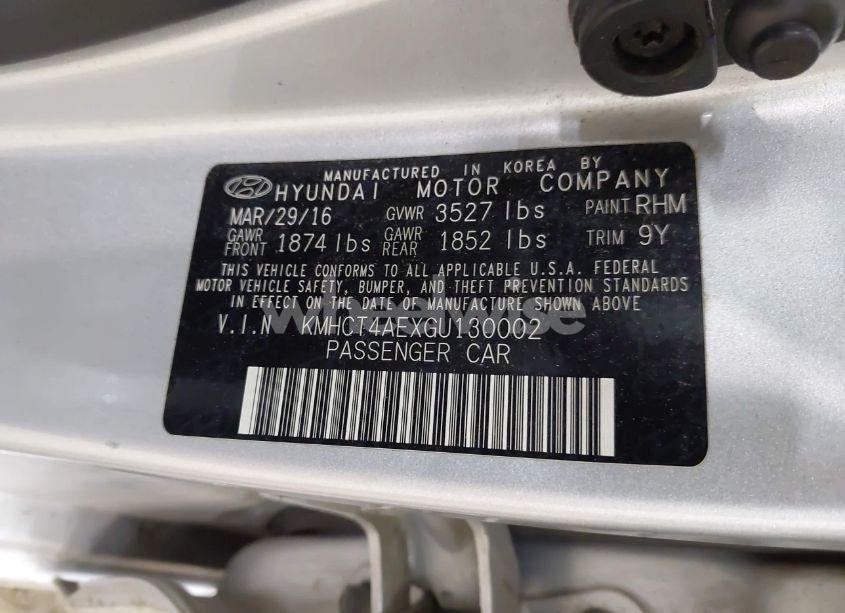 MANUFACTURED IN KOREA BY
HYUNDAI MOTOR COMPANY
MAR/29/16 GVWR 3527 lbs PAINT RHM
GAWR FRONT 1874 lbs GAWR REAR 1852 lbs TRIM 9Y
THIS VEHICLE CONFORMS TO ALL APPLICABLE U.S.A. FEDERAL
MOTOR VEHICLE SAFETY, BUMPER, AND THEFT PREVENTION STANDARDS
IN EFFECT ON THE DATE OF MANUFACTURE SHOWN ABOVE
V.I.N KMHCT4AEXGU130002
wheelwise
PASSENGER CAR